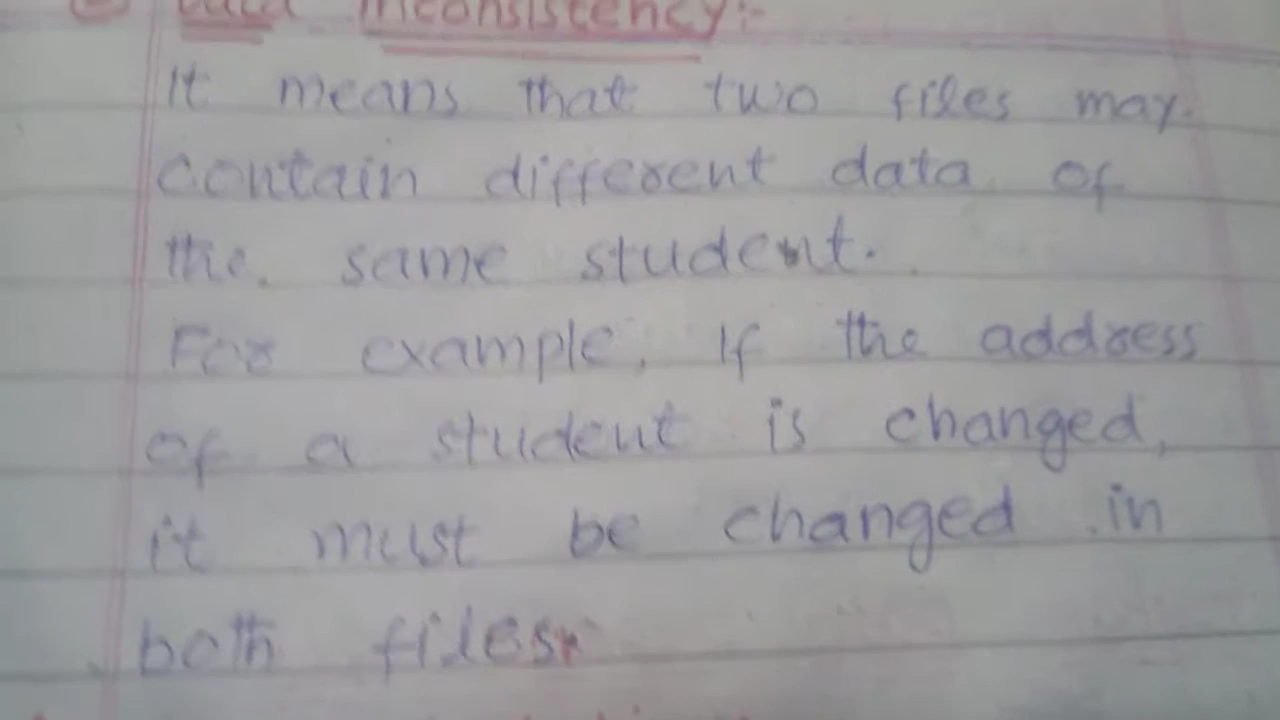 Data Inconsistency:-
It means that two files may
contain different data of
the same student.
For example, If the address
of a student is changed,
it must be changed in
both files.